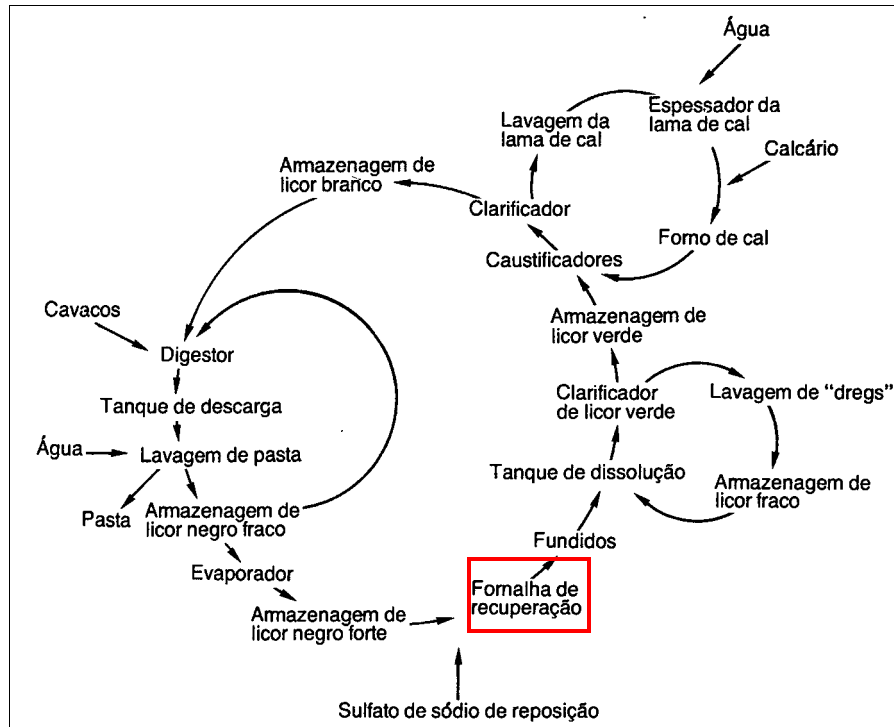 Água
Espessador da
lama de cal
Lavagem da
lama de cal
Calcário
Armazenagem de
licor branco
Clarificador
Forno de cal
Caustificadores
Cavacos
Armazenagem de
licor verde
Digestor
Clarificador
de licor verde
Lavagem de “dregs”
Tanque de descarga
Água
Lavagem de pasta
Tanque de dissolução
Armazenagem de
licor fraco
Pasta
Armazenagem de
licor negro fraco
Fundidos
Evaporador
Fornalha de
recuperação
Armazenagem de
licor negro forte
Sulfato de sódio de reposição